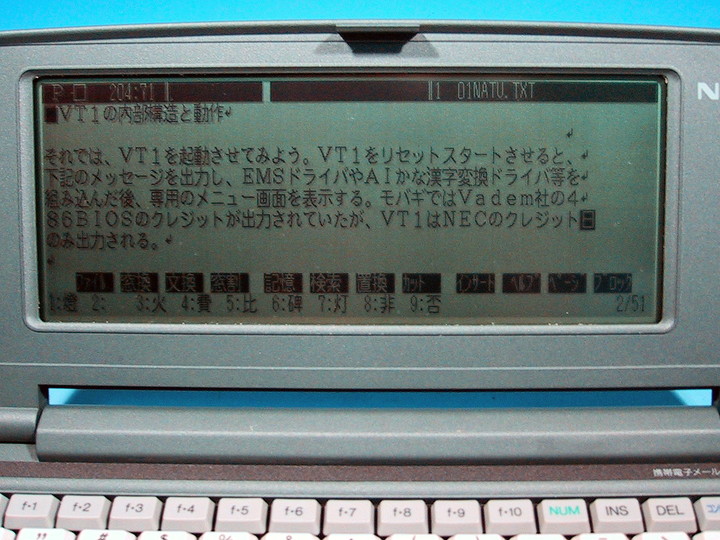 204:71 1 01NATU.TXT
■VT1の内部構造と動作↵
↵
それでは、VT1を起動させてみよう。VT1をリセットスタートさせると、↵
下記のメッセージを出力し、EMSドライバやAIかな漢字変換ドライバ等を
組み込んだ後、専用のメニュー画面を表示する。モバギではVadem社の4
86BIOSのクレジットが出力されていたが、VT1はNECのクレジット日
のみ出力される。↵
↵
ファイル 窓換 文換 窓割 記憶 検索 置換 カット インサート ヘルプ ページ ブロック
1:燈 2: 3:火 4:費 5:比 6:碑 7:灯 8:非 9:否 2/51
N
携帯電子メール
f・1 f・2 f・3 f・4 f・5 f・6 f・7 f・8 f・9 f・10 NUM INS DEL
" # $ % &